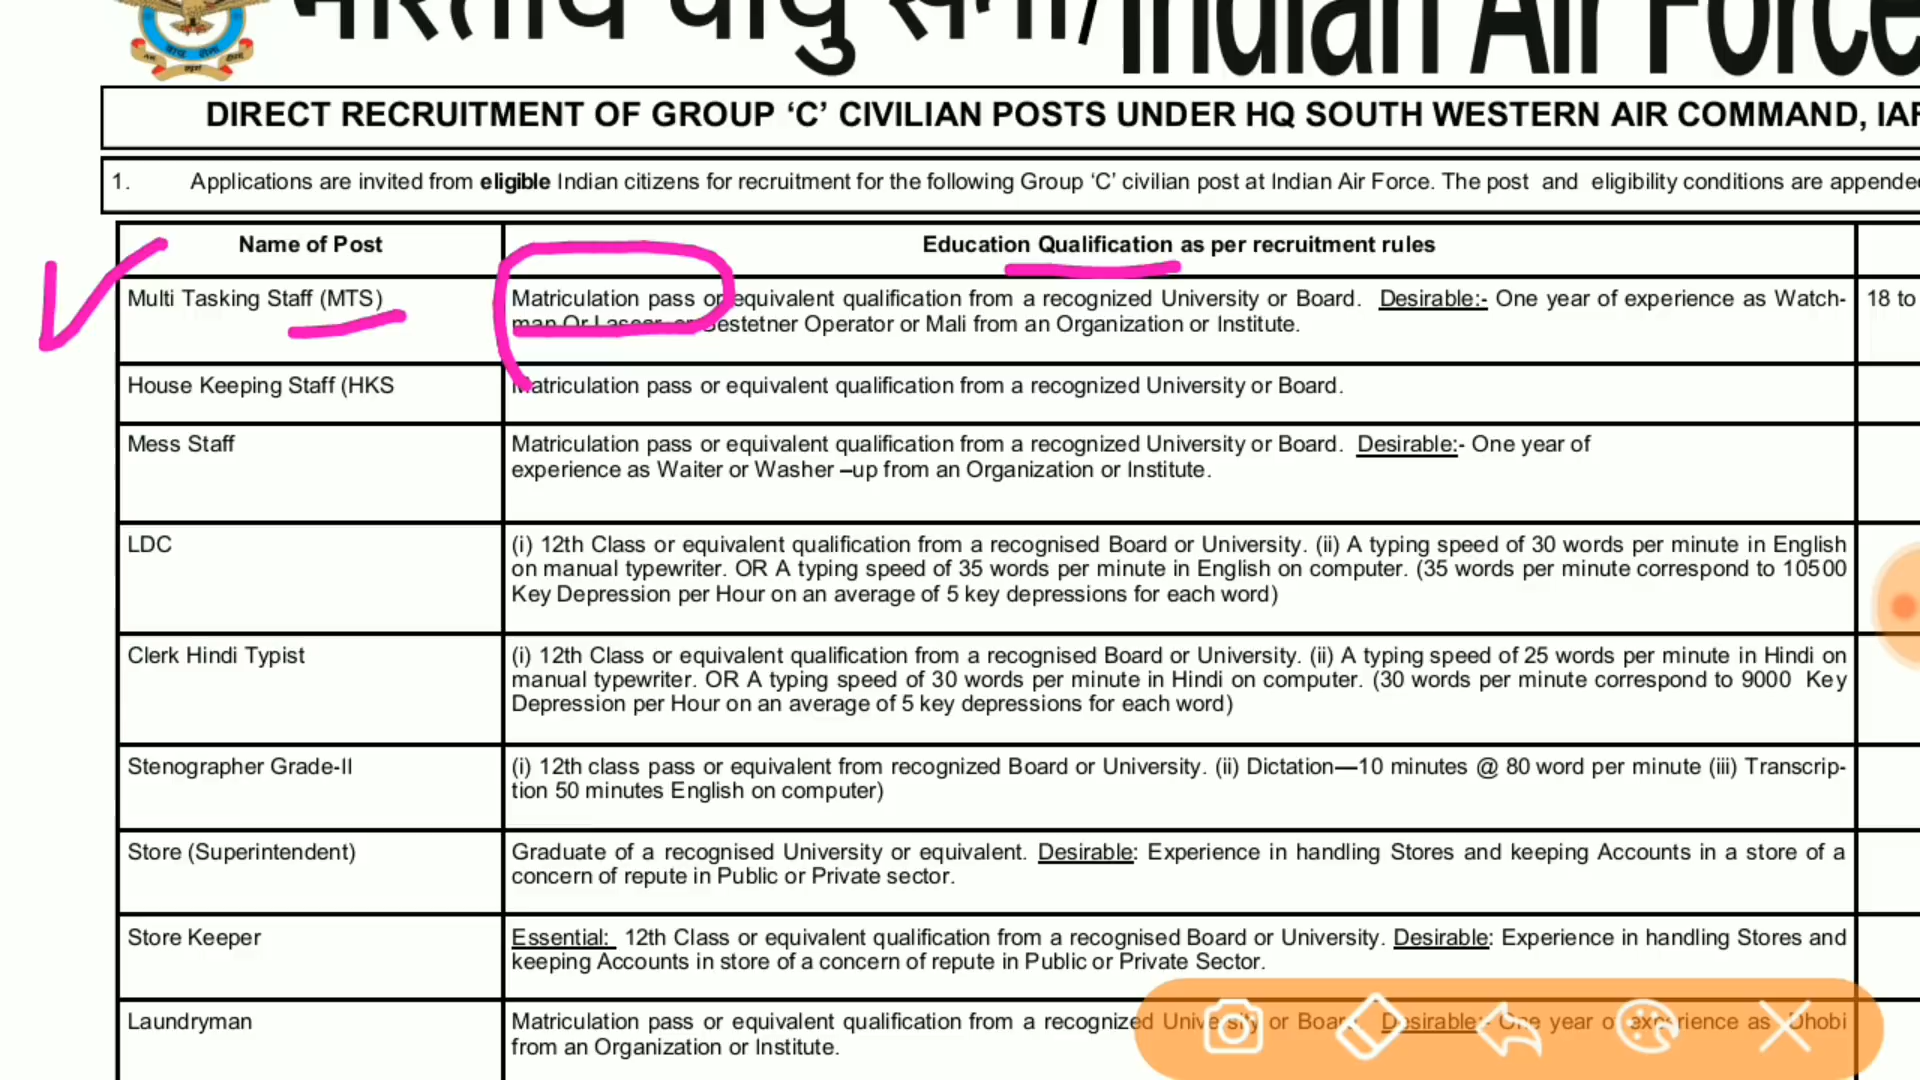 भारतीय वायु सेना/Indian Air Force
DIRECT RECRUITMENT OF GROUP ‘C’ CIVILIAN POSTS UNDER HQ SOUTH WESTERN AIR COMMAND, IAF
1. Applications are invited from eligible Indian citizens for recruitment for the following Group ‘C’ civilian post at Indian Air Force. The post and eligibility conditions are appende
Name of Post
Education Qualification as per recruitment rules
Multi Tasking Staff (MTS)
Matriculation pass or equivalent qualification from a recognized University or Board. Desirable:- One year of experience as Watch-
man Or Lascar or Gestetner Operator or Mali from an Organization or Institute.
18 to
House Keeping Staff (HKS
Matriculation pass or equivalent qualification from a recognized University or Board.
Mess Staff
Matriculation pass or equivalent qualification from a recognized University or Board. Desirable:- One year of
experience as Waiter or Washer –up from an Organization or Institute.
LDC
(i) 12th Class or equivalent qualification from a recognised Board or University. (ii) A typing speed of 30 words per minute in English
on manual typewriter. OR A typing speed of 35 words per minute in English on computer. (35 words per minute correspond to 10500
Key Depression per Hour on an average of 5 key depressions for each word)
Clerk Hindi Typist
(i) 12th Class or equivalent qualification from a recognised Board or University. (ii) A typing speed of 25 words per minute in Hindi on
manual typewriter. OR A typing speed of 30 words per minute in Hindi on computer. (30 words per minute correspond to 9000 Key
Depression per Hour on an average of 5 key depressions for each word)
Stenographer Grade-II
(i) 12th class pass or equivalent from recognized Board or University. (ii) Dictation—10 minutes @ 80 word per minute (iii) Transcrip-
tion 50 minutes English on computer)
Store (Superintendent)
Graduate of a recognised University or equivalent. Desirable: Experience in handling Stores and keeping Accounts in a store of a
concern of repute in Public or Private sector.
Store Keeper
Essential: 12th Class or equivalent qualification from a recognised Board or University. Desirable: Experience in handling Stores and
keeping Accounts in store of a concern of repute in Public or Private Sector.
Laundryman
Matriculation pass or equivalent qualification from a recognized University or Board. Desirable:- One year of experience as Dhobi
from an Organization or Institute.